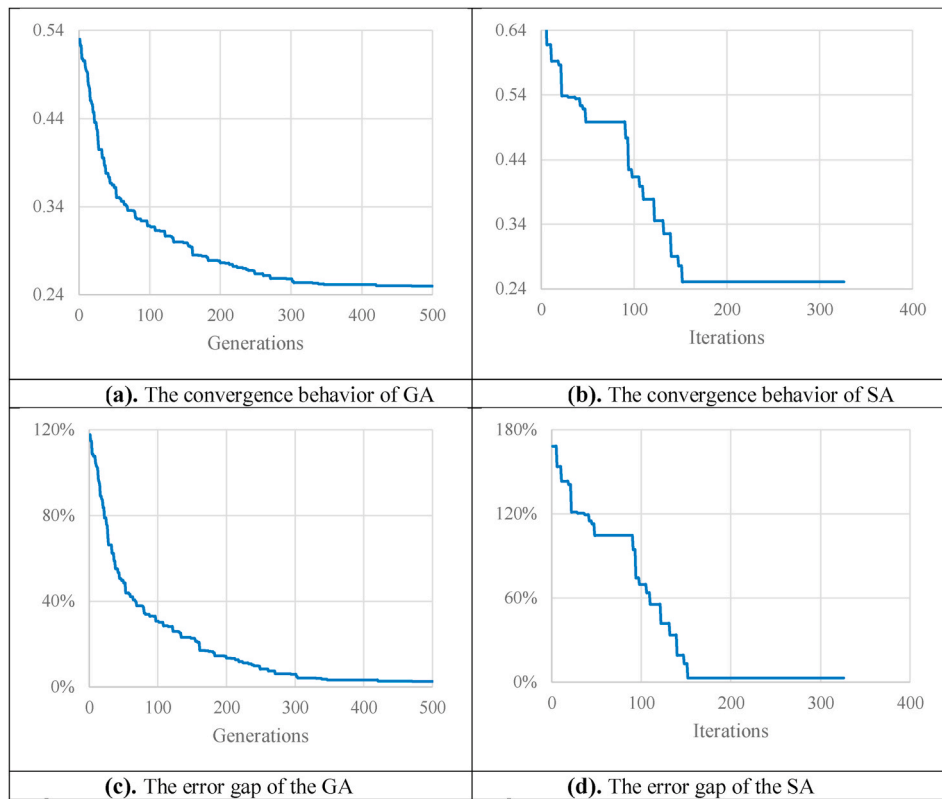 0.54
0.44
0.34
0.24
0 100 200 300 400 500
Generations
0.64
0.54
0.44
0.34
0.24
0 100 200 300 400
Iterations
(a). The convergence behavior of GA
(b). The convergence behavior of SA
120%
80%
40%
0%
0 100 200 300 400 500
Generations
180%
120%
60%
0%
0 100 200 300 400
Iterations
(c). The error gap of the GA
(d). The error gap of the SA